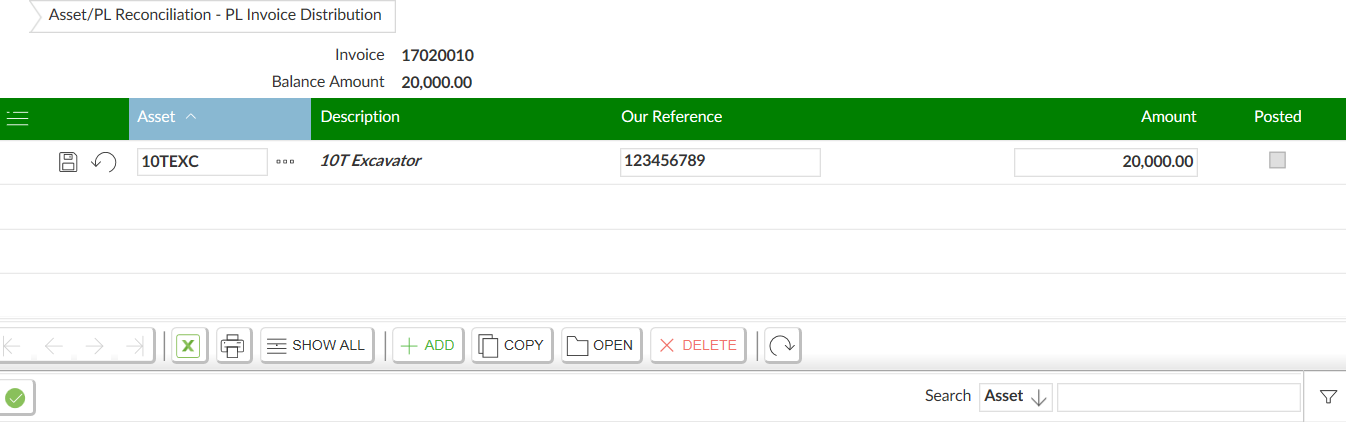 Asset/PL Reconciliation - PL Invoice Distribution
Invoice 17020010
Balance Amount 20,000.00
Asset Description Our Reference Amount Posted
10TEXC 10T Excavator 123456789 20,000.00
X SHOW ALL ADD COPY OPEN DELETE
Search Asset